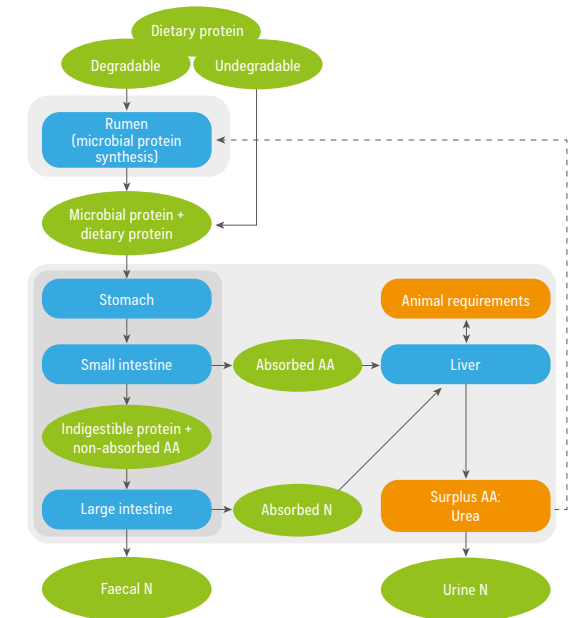 Dietary protein
Degradable
Undegradable
Rumen
(microbial protein
synthesis)
Microbial protein +
dietary protein
Stomach
Animal requirements
Small intestine
Absorbed AA
Liver
Indigestible protein +
non-absorbed AA
Large intestine
Absorbed N
Surplus AA:
Urea
Faecal N
Urine N